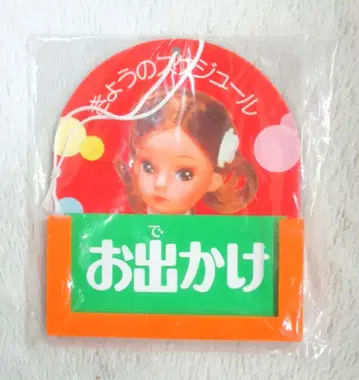 きょうのスケジュール
お出かけ
で